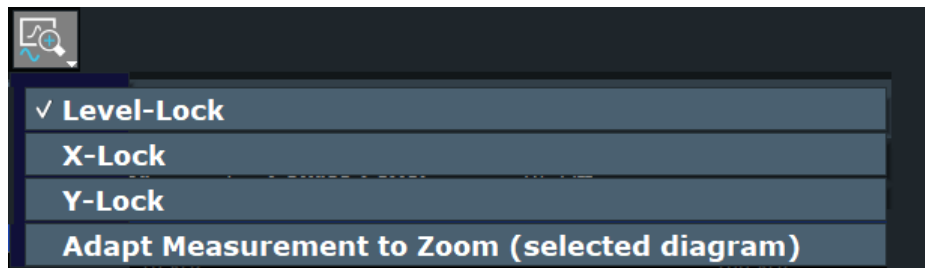 Level-Lock
X-Lock
Y-Lock
Adapt Measurement to Zoom (selected diagram)